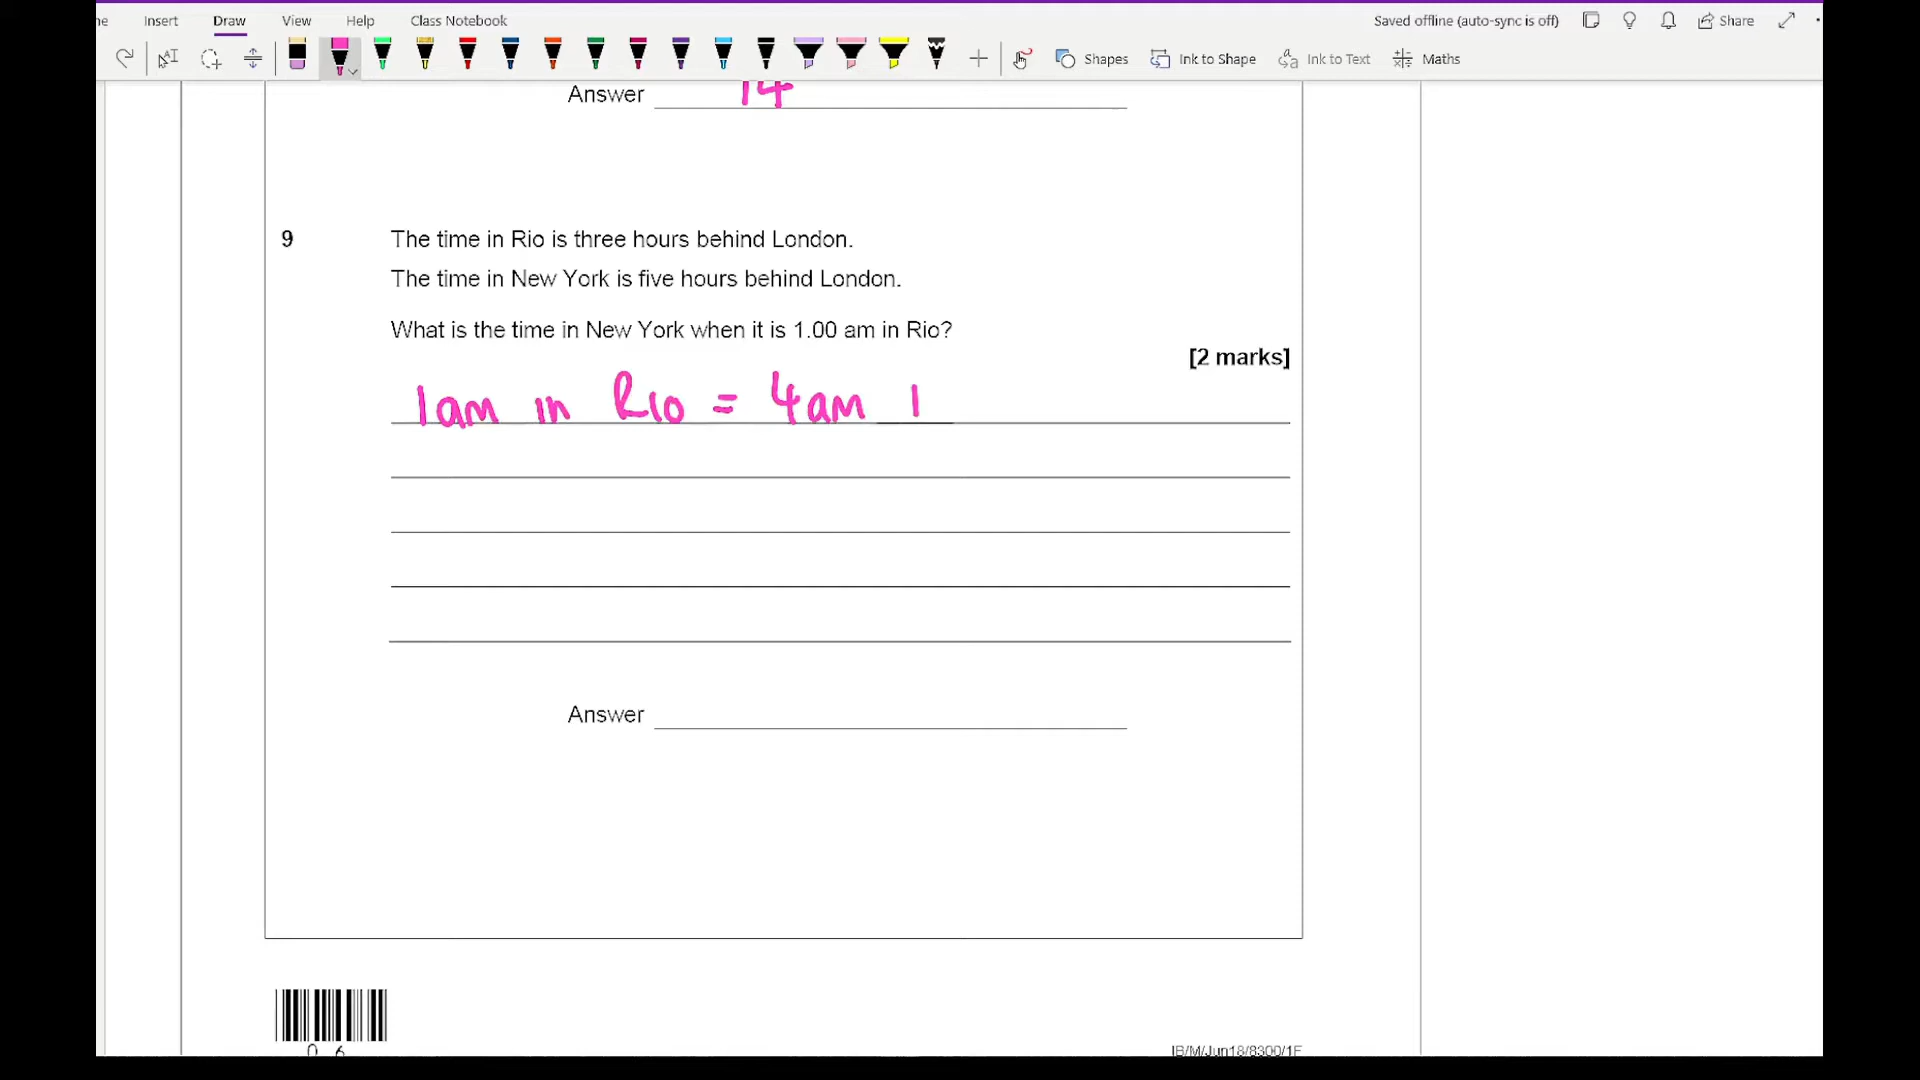 Insert Draw View Help Class Notebook Saved offline (auto-sync is off) Share
Shapes Ink to Shape Ink to Text Maths
Answer 14
9 The time in Rio is three hours behind London.
The time in New York is five hours behind London.
What is the time in New York when it is 1.00 am in Rio?
[2 marks]
1am in Rio = 4am l
Answer
0 6
IB/M/Jun18/8300/1F